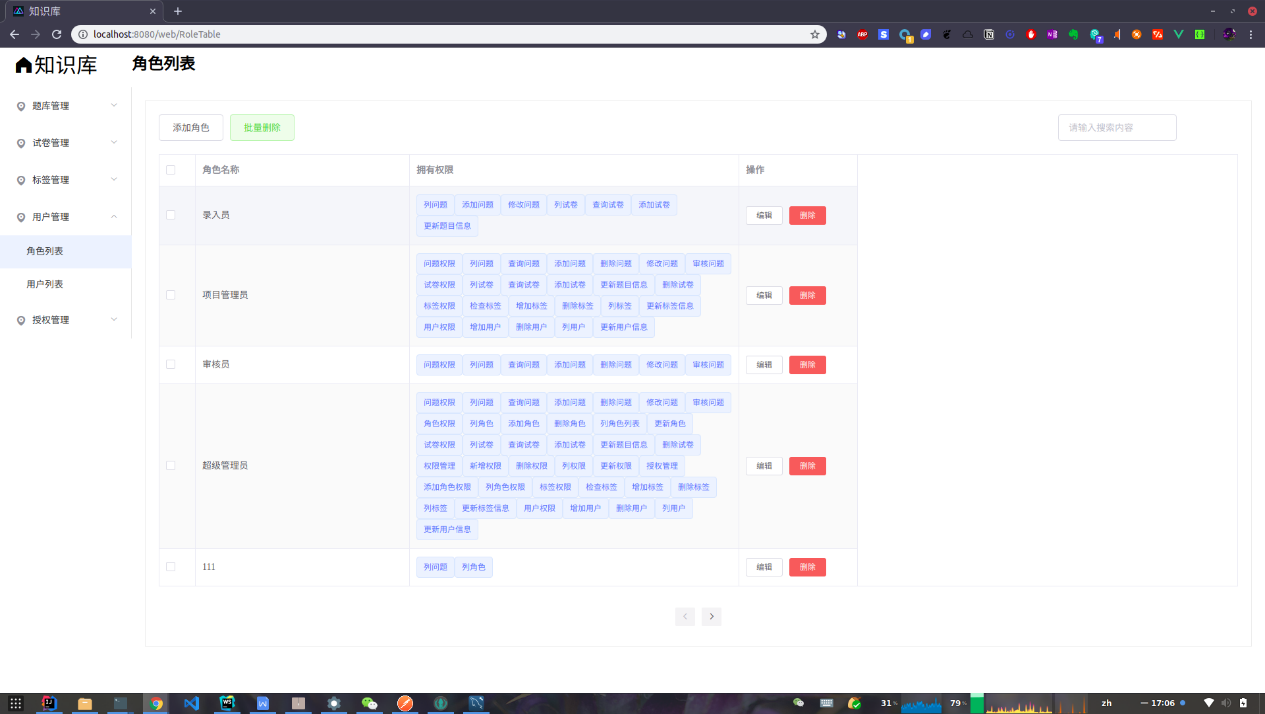 知识库
localhost:8080/web/RoleTable
知识库
角色列表
题库管理
试卷管理
标签管理
用户管理
角色列表
用户列表
授权管理
添加角色 批量删除 请输入搜索内容
角色名称 拥有权限 操作
录入员 列问题 添加问题 修改问题 列试卷 查询试卷 添加试卷 编辑 删除
更新题目信息
项目管理员 问题权限 列问题 查询问题 添加问题 删除问题 修改问题 审核问题 编辑 删除
试卷权限 列试卷 查询试卷 添加试卷 更新题目信息 删除试卷
标签权限 检查标签 增加标签 删除标签 列标签 更新标签信息
用户权限 增加用户 删除用户 列用户 更新用户信息
审核员 问题权限 列问题 查询问题 添加问题 删除问题 修改问题 审核问题 编辑 删除
超级管理员 问题权限 列问题 查询问题 添加问题 删除问题 修改问题 审核问题 编辑 删除
角色权限 列角色 添加角色 删除角色 列角色列表 更新角色
试卷权限 列试卷 查询试卷 添加试卷 更新题目信息 删除试卷
权限管理 新增权限 删除权限 列权限 更新权限 授权管理
添加角色权限 列角色权限 标签权限 检查标签 增加标签 删除标签
列标签 更新标签信息 用户权限 增加用户 删除用户 列用户
更新用户信息
111 列问题 列角色 编辑 删除
31% 79% zh 17:06